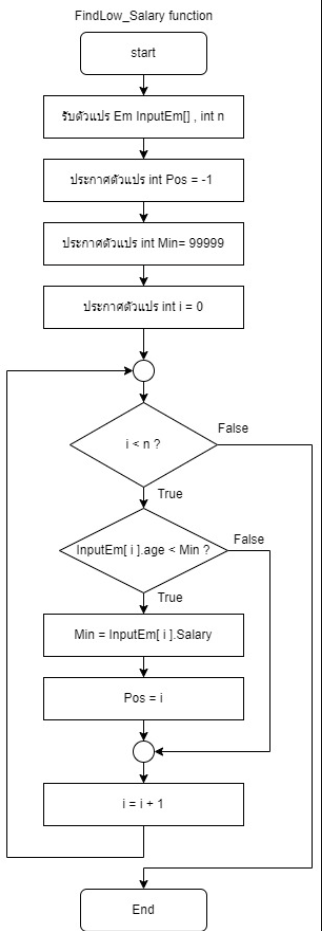 FindLow_Salary function
start
รับตัวแปร Em InputEm[] , int n
ประกาศตัวแปร int Pos = -1
ประกาศตัวแปร int Min= 99999
ประกาศตัวแปร int i = 0
i < n ?
False
True
InputEm[ i ].age < Min ?
False
True
Min = InputEm[ i ].Salary
Pos = i
i = i + 1
End